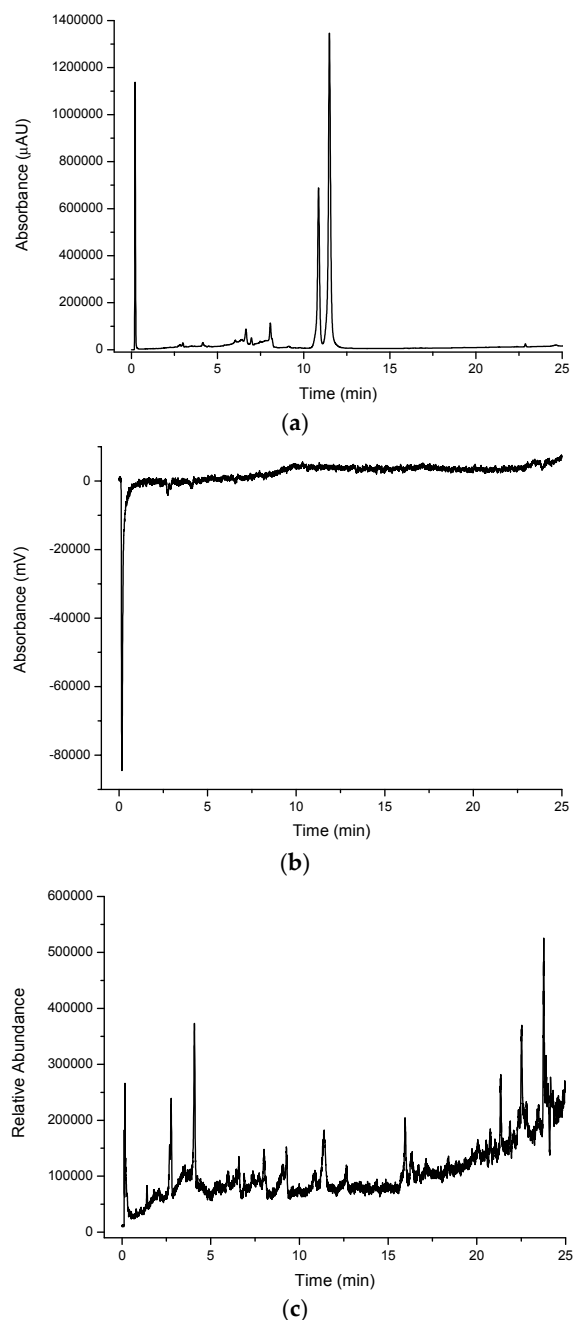 1400000
1200000
1000000
800000
600000
400000
200000
0
Absorbance (μAU)
0 5 10 15 20 25
Time (min)
(a)
0
-20000
-40000
-60000
-80000
Absorbance (mV)
0 5 10 15 20 25
Time (min)
(b)
600000
500000
400000
300000
200000
100000
0
Relative Abundance
0 5 10 15 20 25
Time (min)
(c)